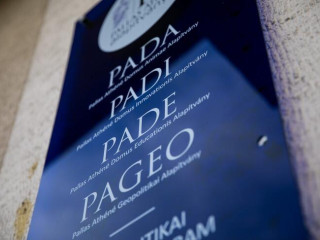 PADA
Pallas Athéné Domus Animae Alapítvány
PADI
Pallas Athéné Domus Innovationis Alapítvány
PADE
Pallas Athéné Domus Educationis Alapítvány
PAGEO
Pallas Athéné Geopolitikai Alapítvány